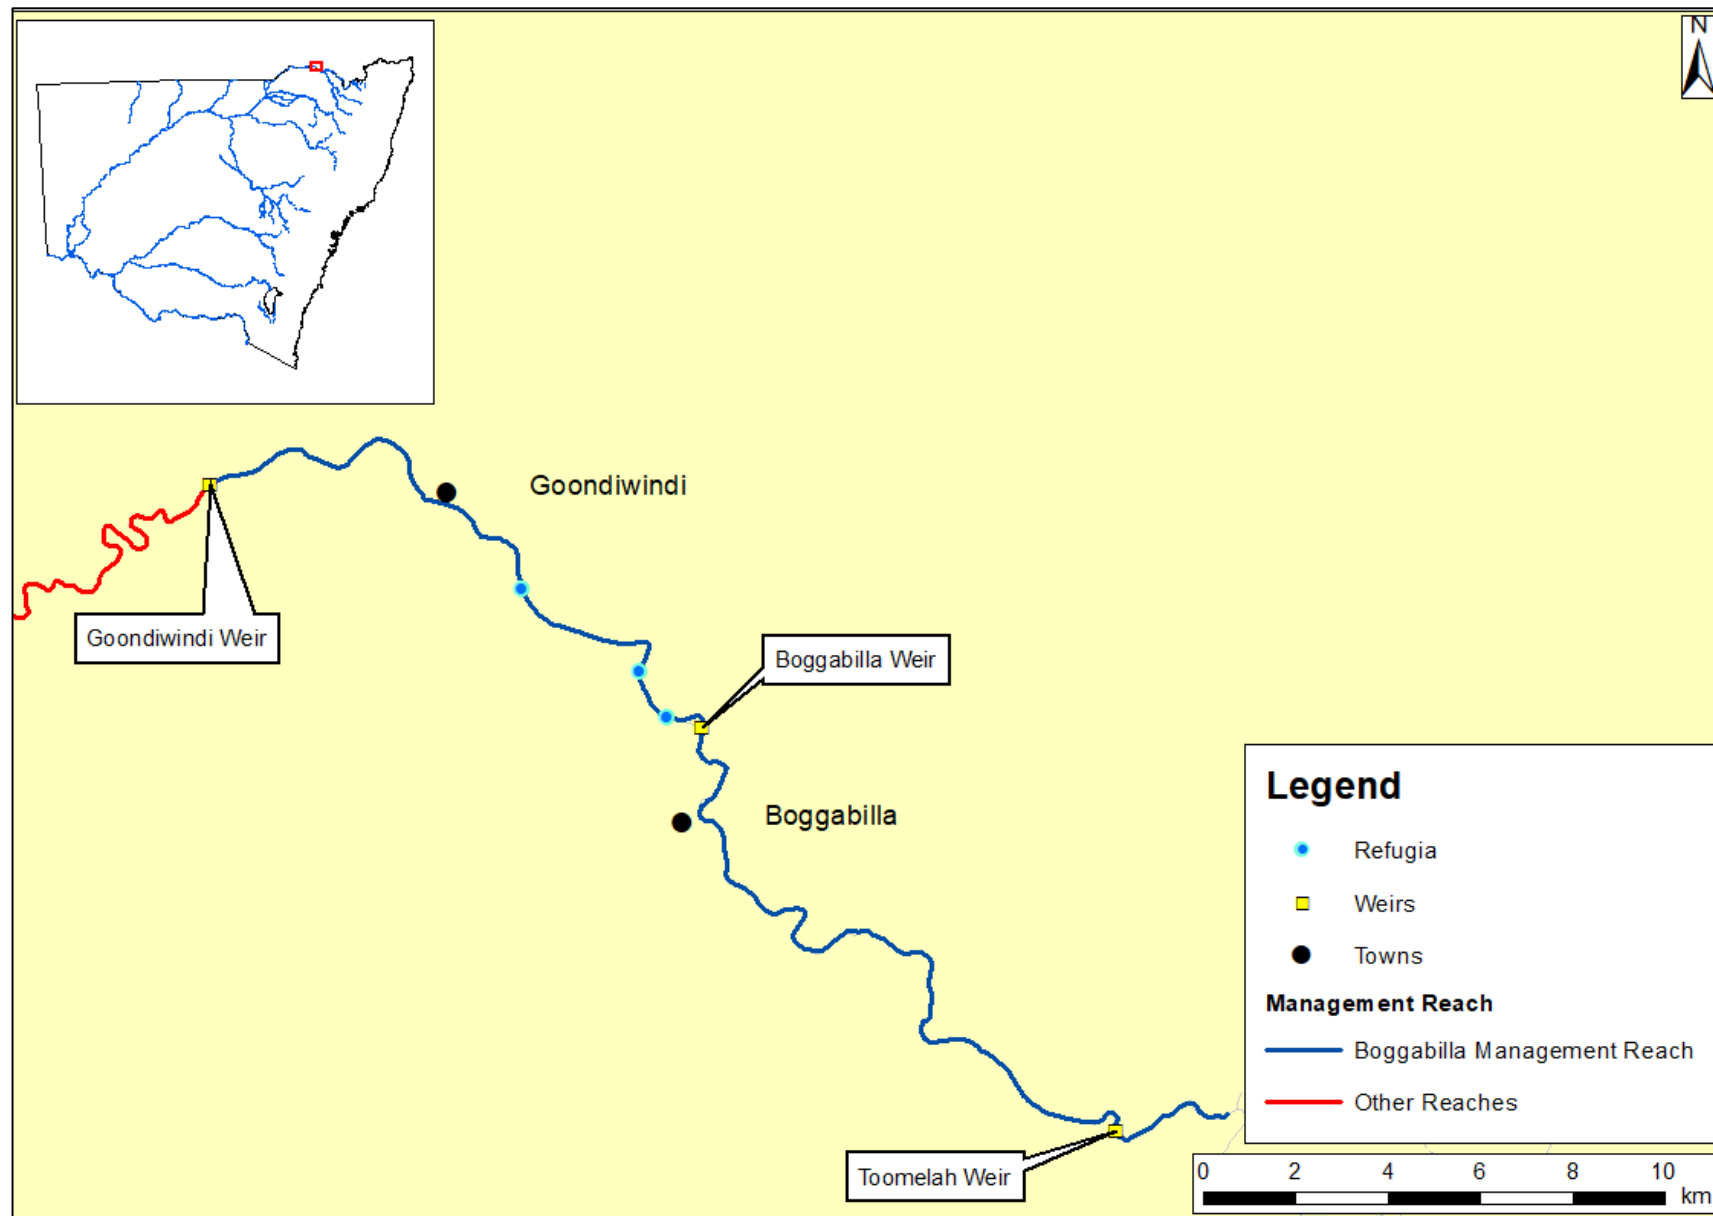 N
Goondiwindi
Goondiwindi Weir
Boggabilla Weir
Boggabilla
Toomelah Weir
Legend
Refugia
Weirs
Towns
Management Reach
Boggabilla Management Reach
Other Reaches
0 2 4 6 8 10
km